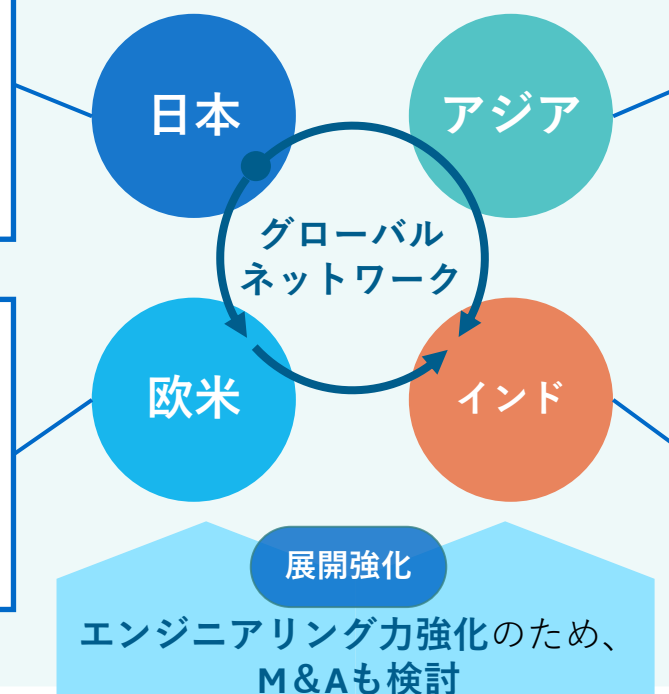 日本
アジア
グローバル
ネットワーク
欧米
インド
展開強化
エンジニアリング力強化のため、
M&Aも検討